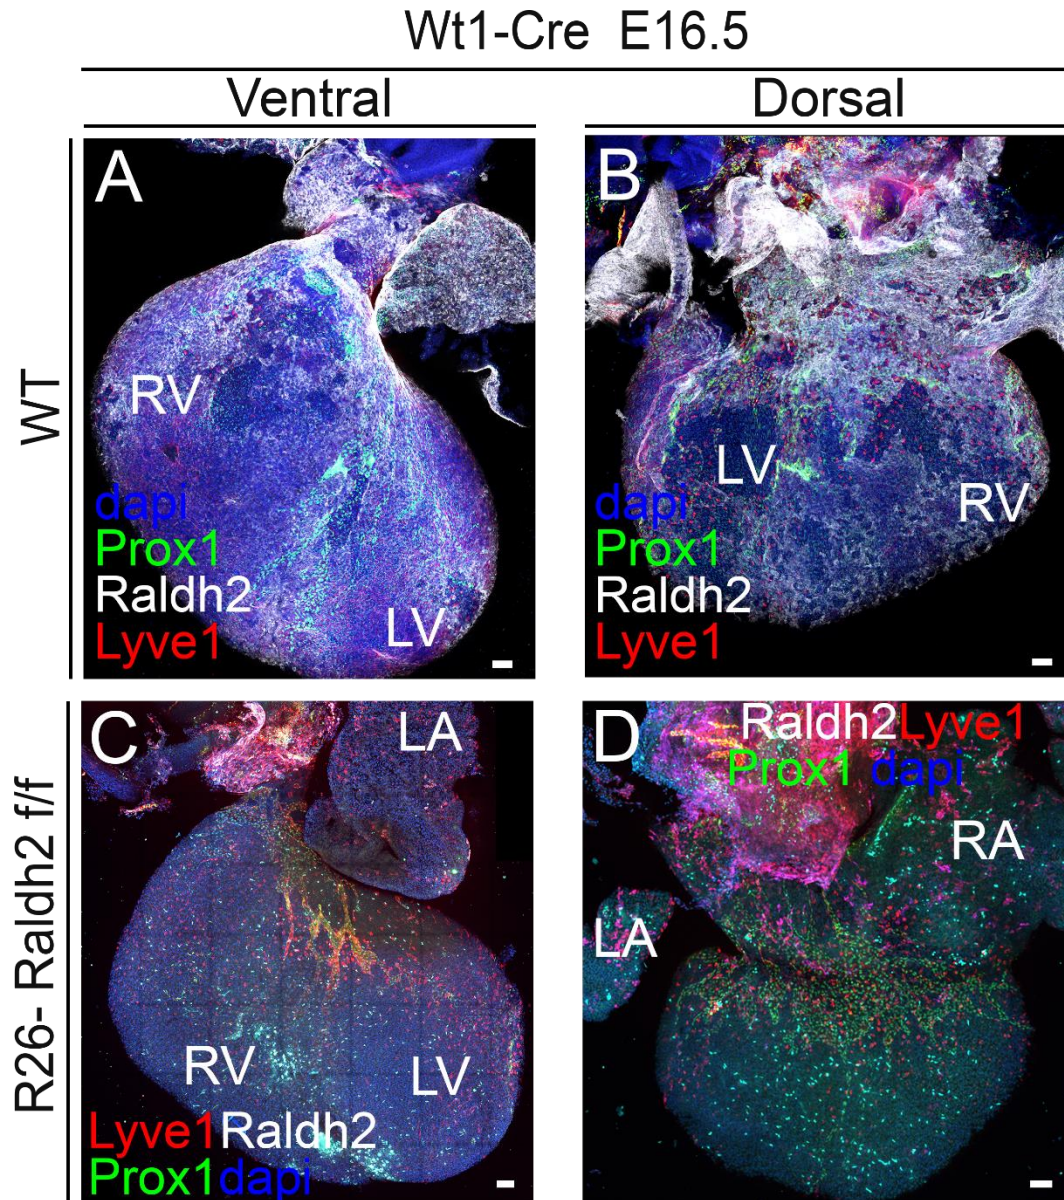 Wt1-Cre E16.5
Ventral
Dorsal
WT
A
RV
dapi
Prox1
Raldh2
Lyve1
LV
B
LV
RV
dapi
Prox1
Raldh2
Lyve1
R26- Raldh2 f/f
C
LA
RV
LV
Lyve1 Raldh2
Prox1 dapi
D
Raldh2 Lyve1
Prox1 dapi
RA
LA